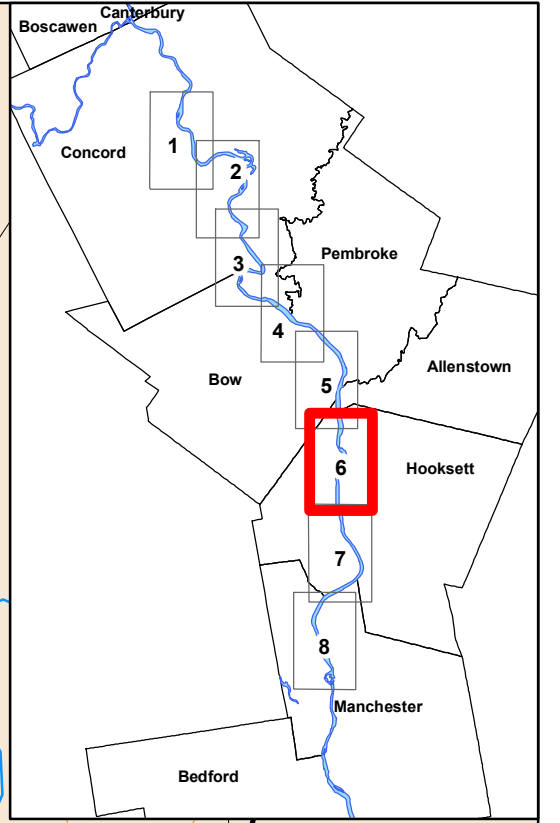 Canterbury
Boscawen
Concord
1
2
Pembroke
3
4
Allenstown
Bow
5
6
Hooksett
7
8
Manchester
Bedford